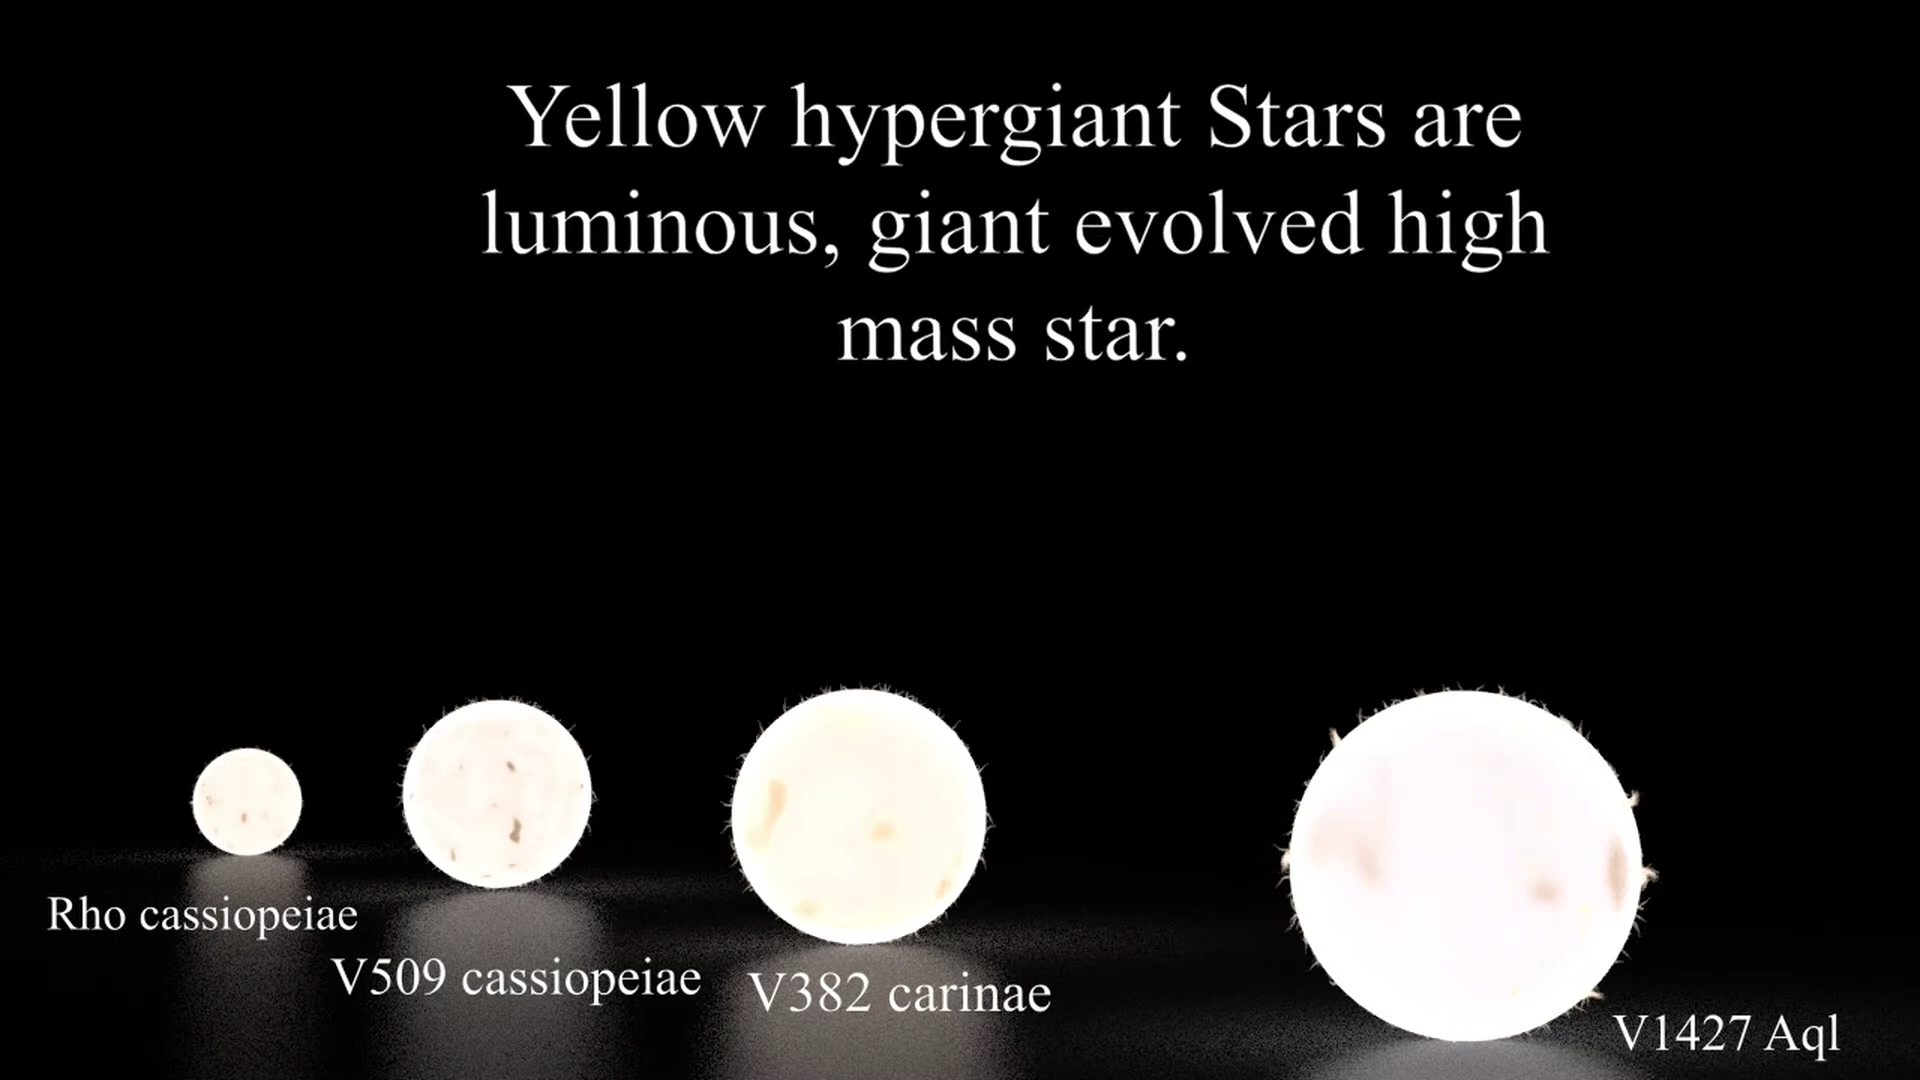 Yellow hypergiant Stars are
luminous, giant evolved high
mass star.
Rho cassiopeiae
V509 cassiopeiae
V382 carinae
V1427 Aql